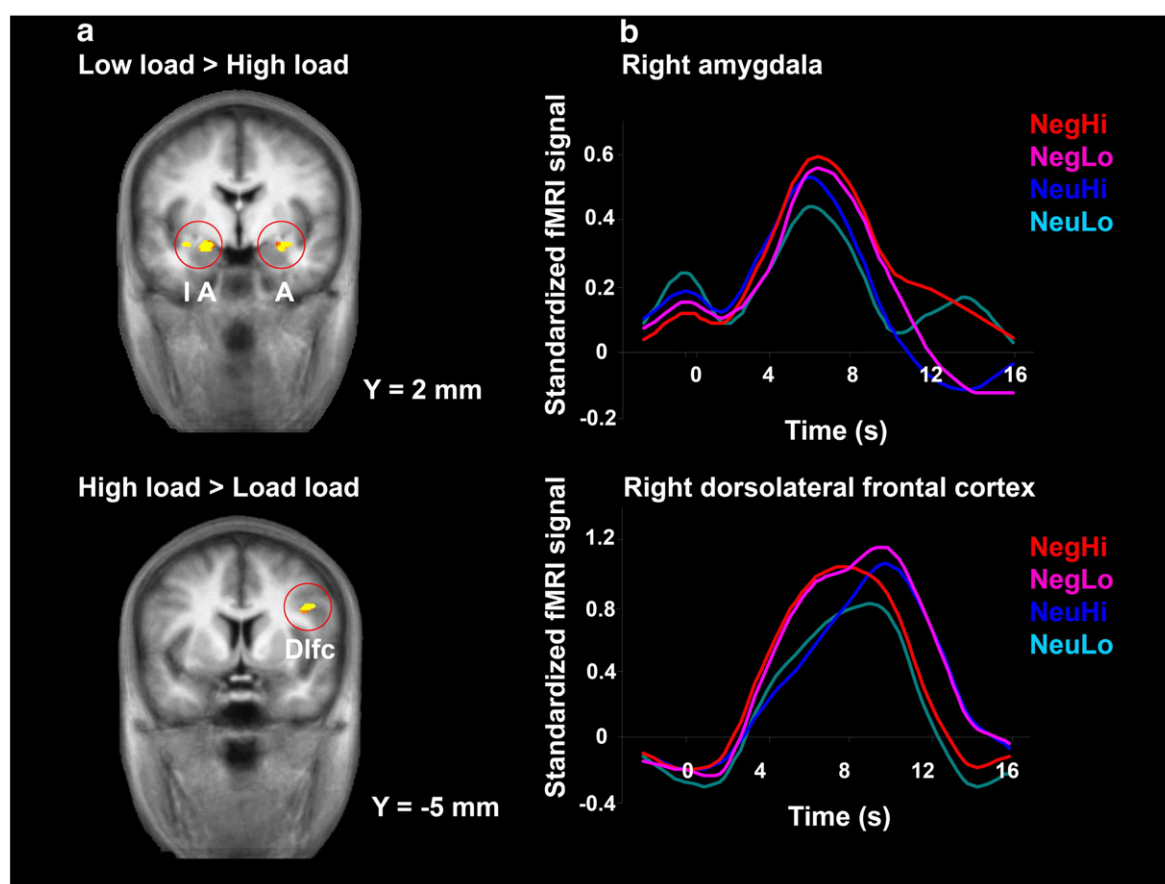 a
Low load > High load
I A
A
Y = 2 mm
High load > Load load
Dlfc
Y = -5 mm
b
Right amygdala
Standardized fMRI signal
0.6
0.4
0.2
0
-0.2
0 4 8 12 16
Time (s)
NegHi
NegLo
NeuHi
NeuLo
Right dorsolateral frontal cortex
Standardized fMRI signal
1.2
0.8
0.4
0
-0.4
0 4 8 12 16
Time (s)
NegHi
NegLo
NeuHi
NeuLo